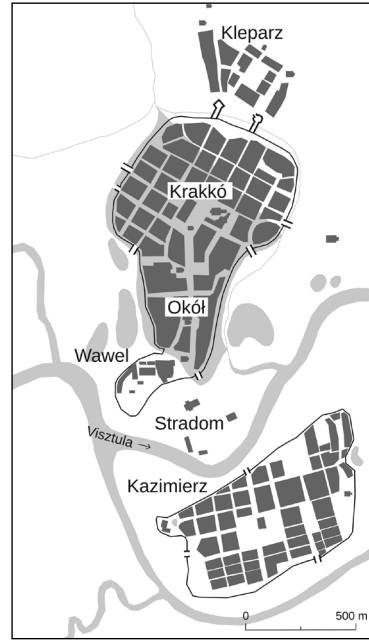 Kleparz
Krakkó
Okół
Wawel
Stradom
Visztula →
Kazimierz
0 500 m